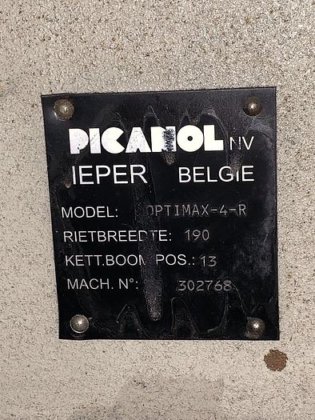 PICANOL NV
IEPER BELGIE
MODEL: OPTIMAX-4-R
RIETBREEDTE: 190
KETT.BOOM POS.: 13
MACH. N°: 302768